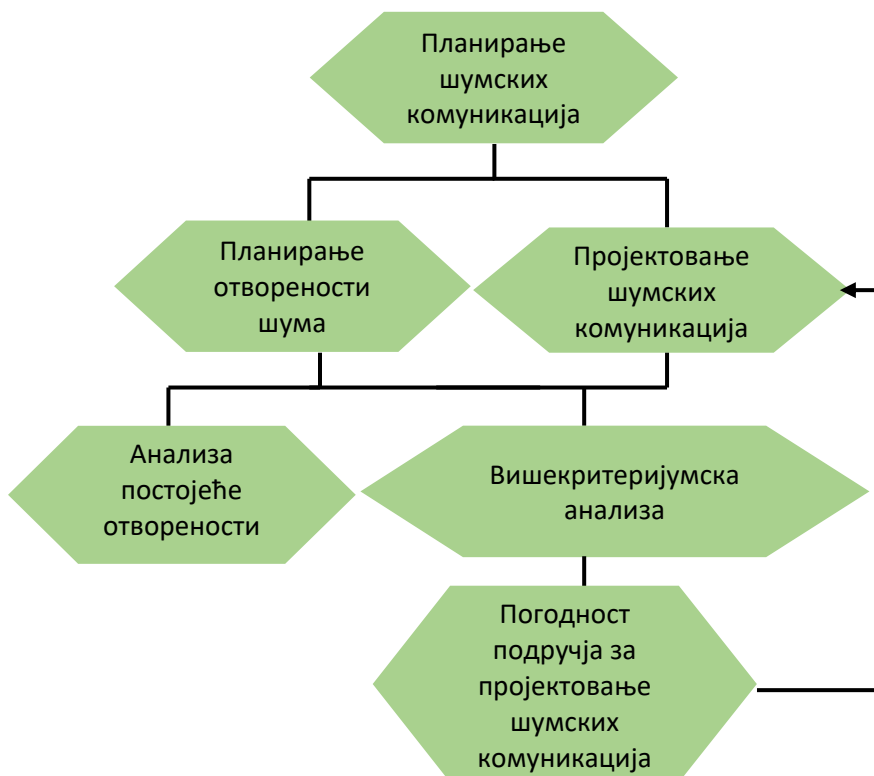 Планирање
шумских
комуникација
Планирање
отворености
шума
Пројектовање
шумских
комуникација
Анализа
постојеће
отворености
Вишекритеријумска
анализа
Погодност
подручја за
пројектовање
шумских
комуникација